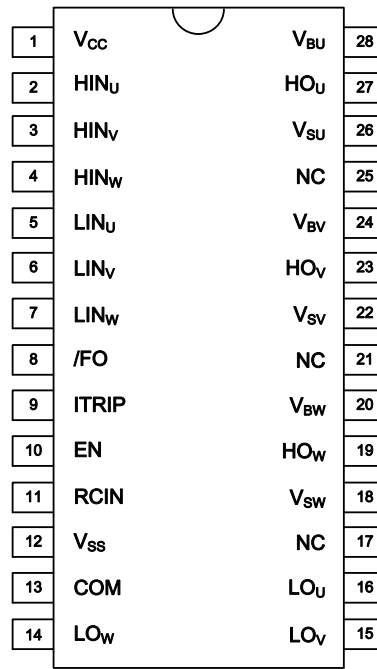 1 VCC VBU 28
2 HINU HOU 27
3 HINV VSU 26
4 HINW NC 25
5 LINU VBV 24
6 LINV HOV 23
7 LINW VSV 22
8 /FO NC 21
9 ITRIP VBW 20
10 EN HOW 19
11 RCIN VSW 18
12 VSS NC 17
13 COM LOU 16
14 LOW LOV 15